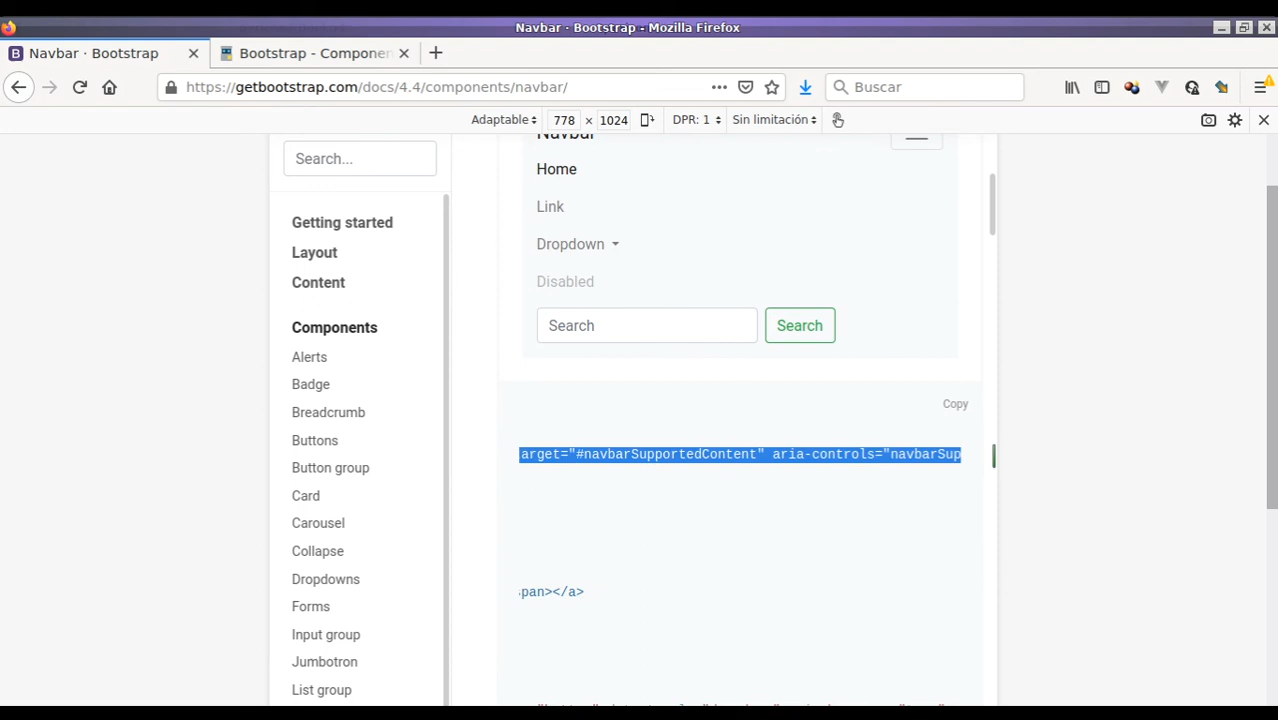 Navbar · Bootstrap - Mozilla Firefox
Navbar · Bootstrap
Bootstrap - Componen
https://getbootstrap.com/docs/4.4/components/navbar/
Buscar
Adaptable
778 × 1024
DPR: 1
Sin limitación
Search...
Navbar
Home
Getting started
Link
Layout
Dropdown
Content
Disabled
Search
Search
Components
Alerts
Badge
Copy
Breadcrumb
Buttons
arget="#navbarSupportedContent" aria-controls="navbarSup
Button group
Card
Carousel
Collapse
Dropdowns
pan></a>
Forms
Input group
Jumbotron
List group